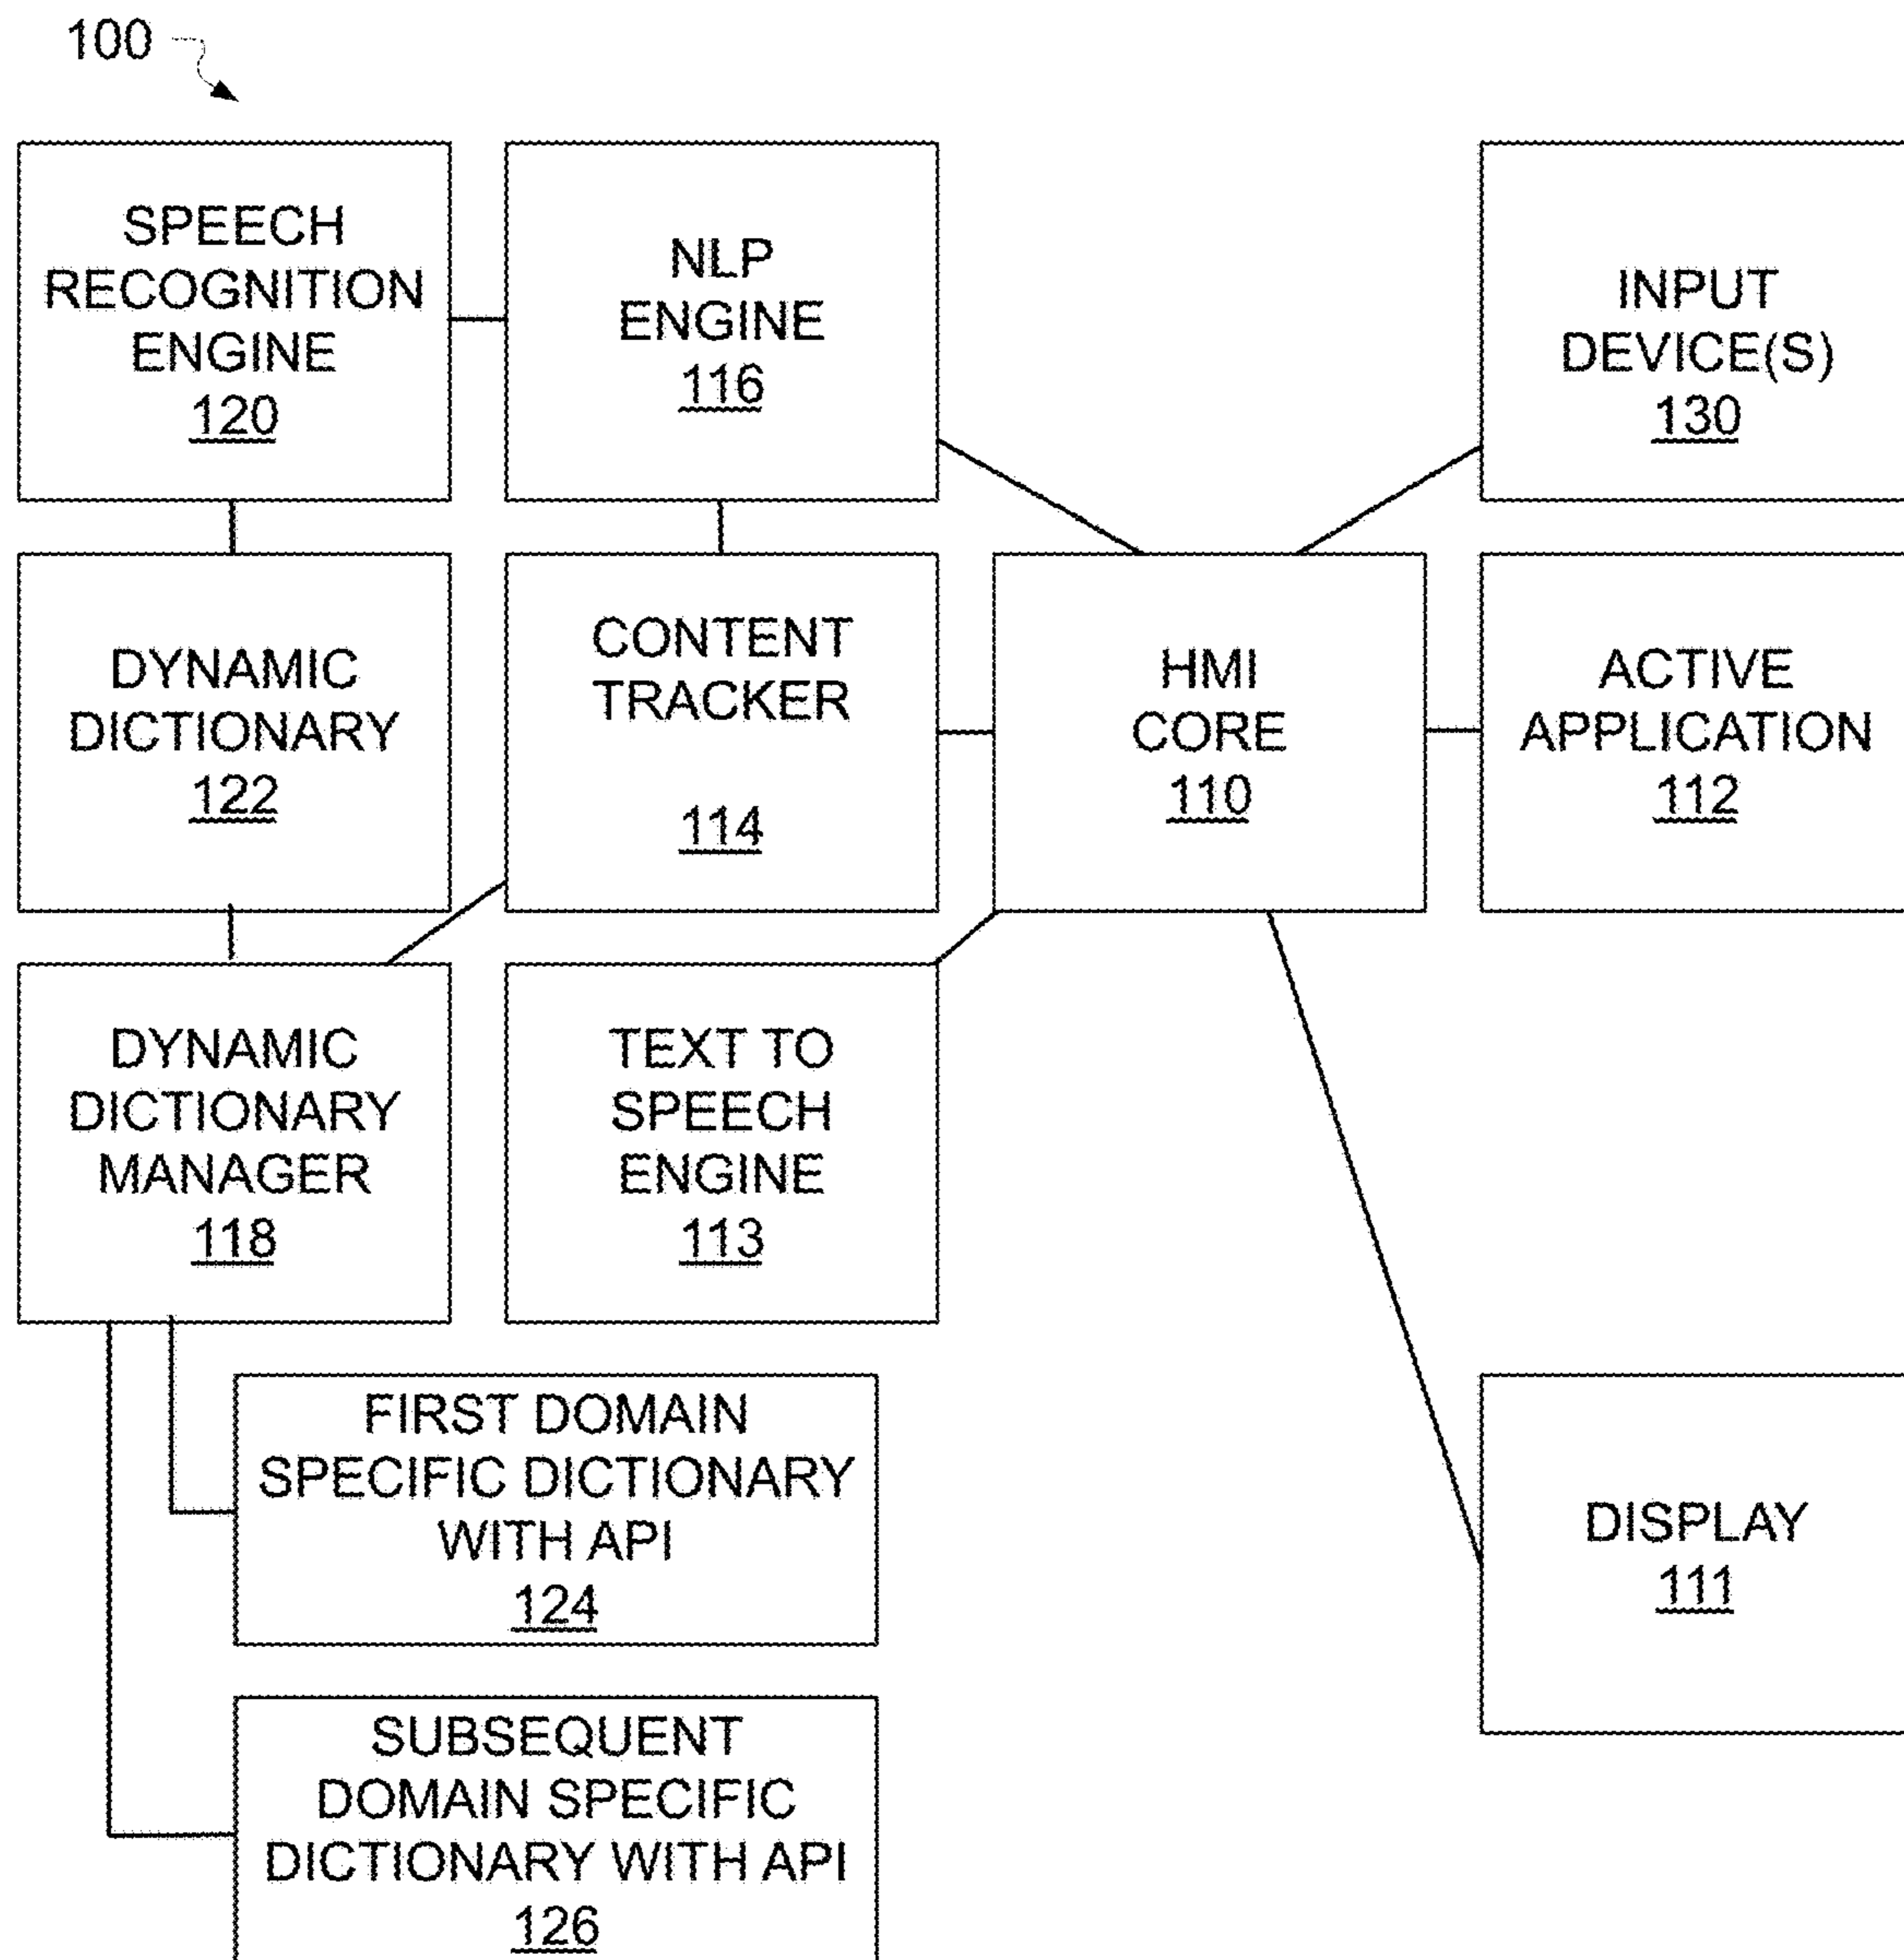 100
SPEECH
RECOGNITION
ENGINE
120
NLP
ENGINE
116
INPUT
DEVICE(S)
130
DYNAMIC
DICTIONARY
122
CONTENT
TRACKER
114
HMI
CORE
110
ACTIVE
APPLICATION
112
DYNAMIC
DICTIONARY
MANAGER
118
TEXT TO
SPEECH
ENGINE
113
FIRST DOMAIN
SPECIFIC DICTIONARY
WITH API
124
DISPLAY
111
SUBSEQUENT
DOMAIN SPECIFIC
DICTIONARY WITH API
126